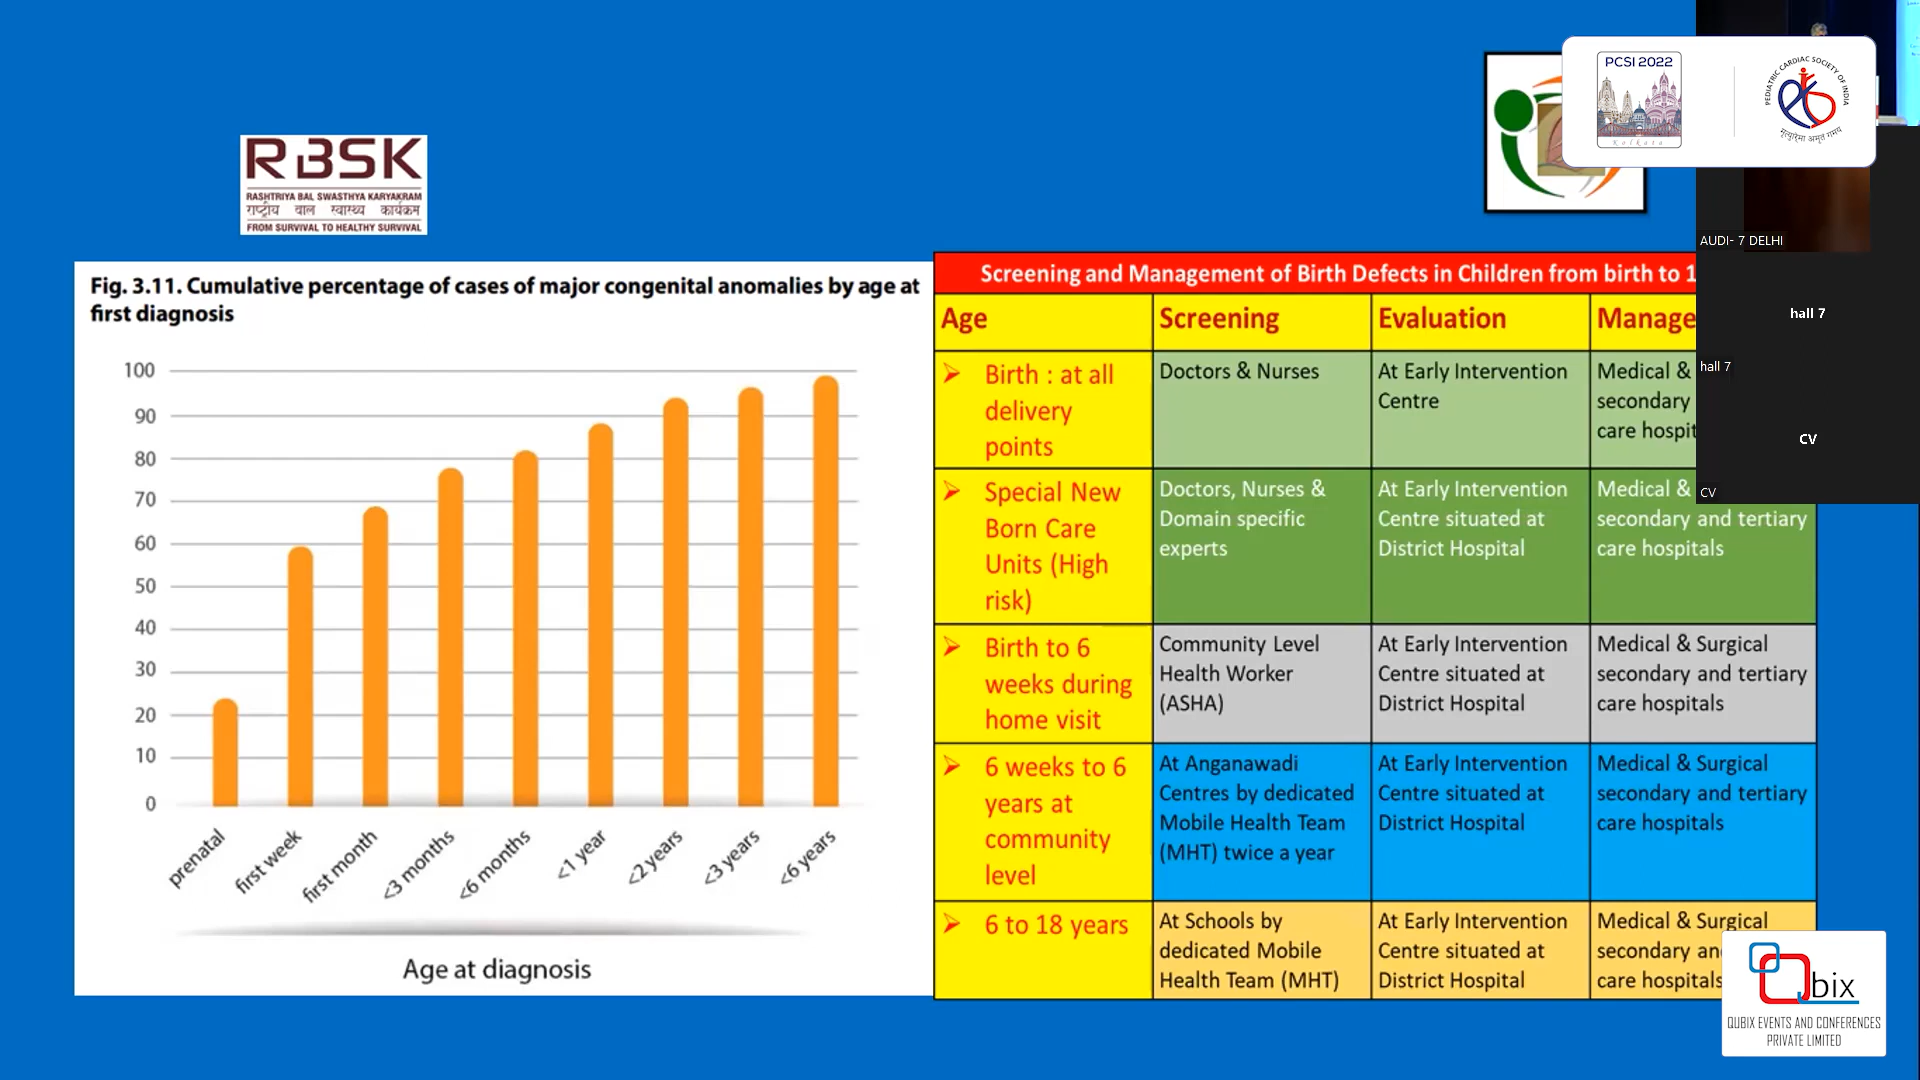 PCSI 2022
Kolkata
PEDIATRIC CARDIAC SOCIETY OF INDIA
RBSK
RASHTRIYA BAL SWASTHYA KARYAKRAM
राष्ट्रीय बाल स्वास्थ्य कार्यक्रम
FROM SURVIVAL TO HEALTHY SURVIVAL
AUDI- 7 DELHI
hall 7
hall 7
CV
CV
Fig. 3.11. Cumulative percentage of cases of major congenital anomalies by age at
first diagnosis
100
90
80
70
60
50
40
30
20
10
0
prenatal
first week
first month
<3 months
<6 months
<1 year
<2 years
<3 years
<6 years
Age at diagnosis
Screening and Management of Birth Defects in Children from birth to 1
Age
Screening
Evaluation
Manage
Birth : at all
delivery
points
Doctors & Nurses
At Early Intervention
Centre
Medical &
secondary
care hospit
Special New
Born Care
Units (High
risk)
Doctors, Nurses &
Domain specific
experts
At Early Intervention
Centre situated at
District Hospital
Medical &
secondary and tertiary
care hospitals
Birth to 6
weeks during
home visit
Community Level
Health Worker
(ASHA)
At Early Intervention
Centre situated at
District Hospital
Medical & Surgical
secondary and tertiary
care hospitals
6 weeks to 6
years at
community
level
At Anganawadi
Centres by dedicated
Mobile Health Team
(MHT) twice a year
At Early Intervention
Centre situated at
District Hospital
Medical & Surgical
secondary and tertiary
care hospitals
6 to 18 years
At Schools by
dedicated Mobile
Health Team (MHT)
At Early Intervention
Centre situated at
District Hospital
Medical & Surgical
secondary an
care hospitals
Qbix
QUBIX EVENTS AND CONFERENCES
PRIVATE LIMITED